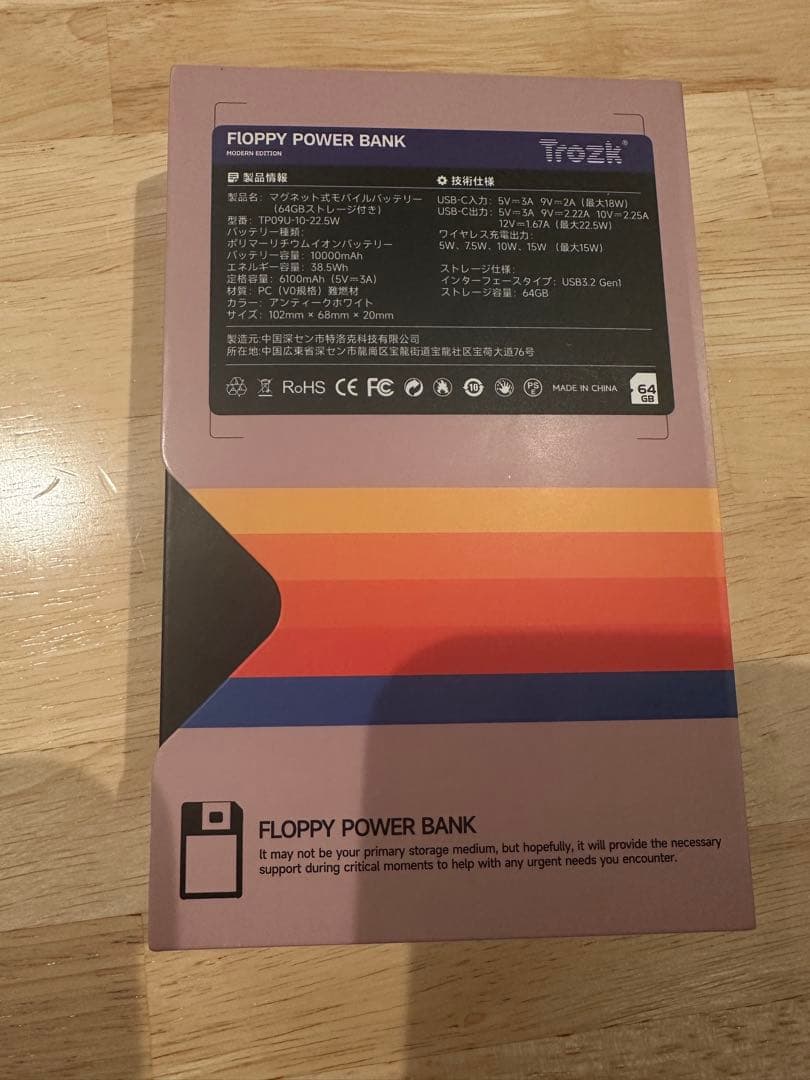 FLOPPY POWER BANK
MODERN EDITION
Trozk®
製品情報
製品名: マグネット式モバイルバッテリー
(64GBストレージ付き)
型番: TP09U-10-22.5W
バッテリー種類:
ポリマーリチウムイオンバッテリー
バッテリー容量: 10000mAh
エネルギー容量: 38.5Wh
定格容量: 6100mAh (5V⎓3A)
材質: PC (V0規格) 難燃材
カラー: アンティークホワイト
サイズ: 102mm × 68mm × 20mm
技術仕様
USB-C入力: 5V⎓3A 9V⎓2A (最大18W)
USB-C出力: 5V⎓3A 9V⎓2.22A 10V⎓2.25A
12V⎓1.67A (最大22.5W)
ワイヤレス充電出力:
5W、7.5W、10W、15W (最大15W)
ストレージ仕様:
インターフェースタイプ: USB3.2 Gen1
ストレージ容量: 64GB
製造元:中国深セン市特洛克科技有限公司
所在地:中国広東省深セン市龍崗区宝龍街道宝龍社区宝荷大道76号
RoHS CE FC 10 PSE MADE IN CHINA 64
GB
FLOPPY POWER BANK
It may not be your primary storage medium, but hopefully, it will provide the necessary
support during critical moments to help with any urgent needs you encounter.